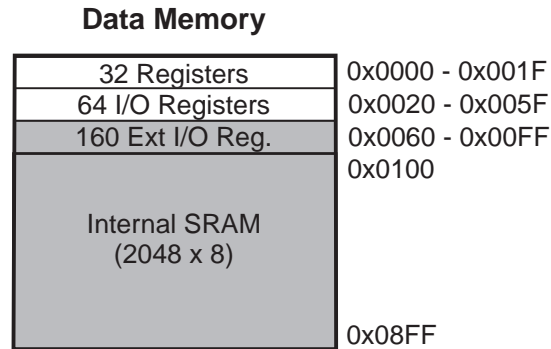 Data Memory
32 Registers 0x0000 - 0x001F
64 I/O Registers 0x0020 - 0x005F
160 Ext I/O Reg. 0x0060 - 0x00FF
0x0100
Internal SRAM
(2048 x 8)
0x08FF